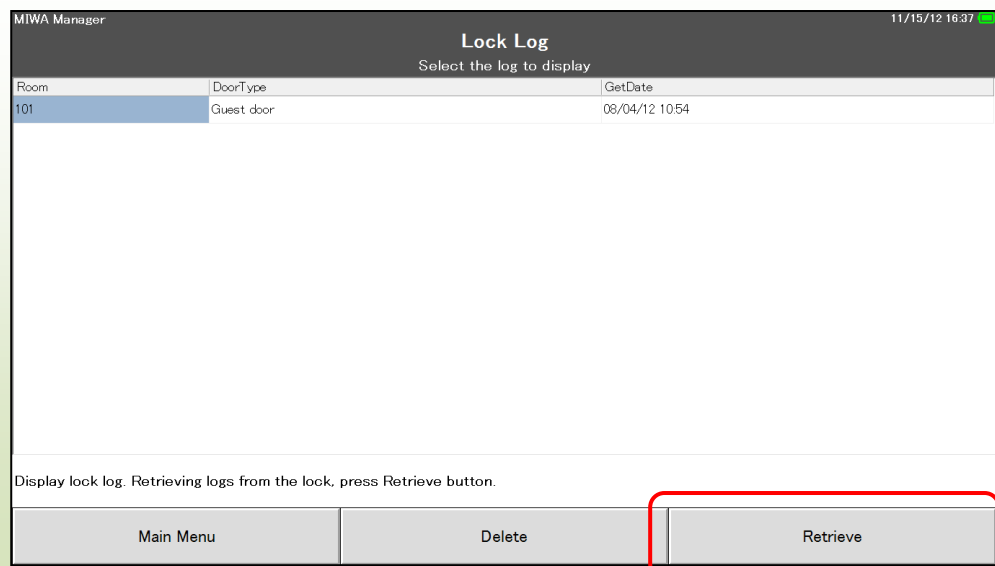 MIWA Manager 11/15/12 16:37
Lock Log
Select the log to display
Room DoorType GetDate
101 Guest door 08/04/12 10:54
Display lock log. Retrieving logs from the lock, press Retrieve button.
Main Menu Delete Retrieve